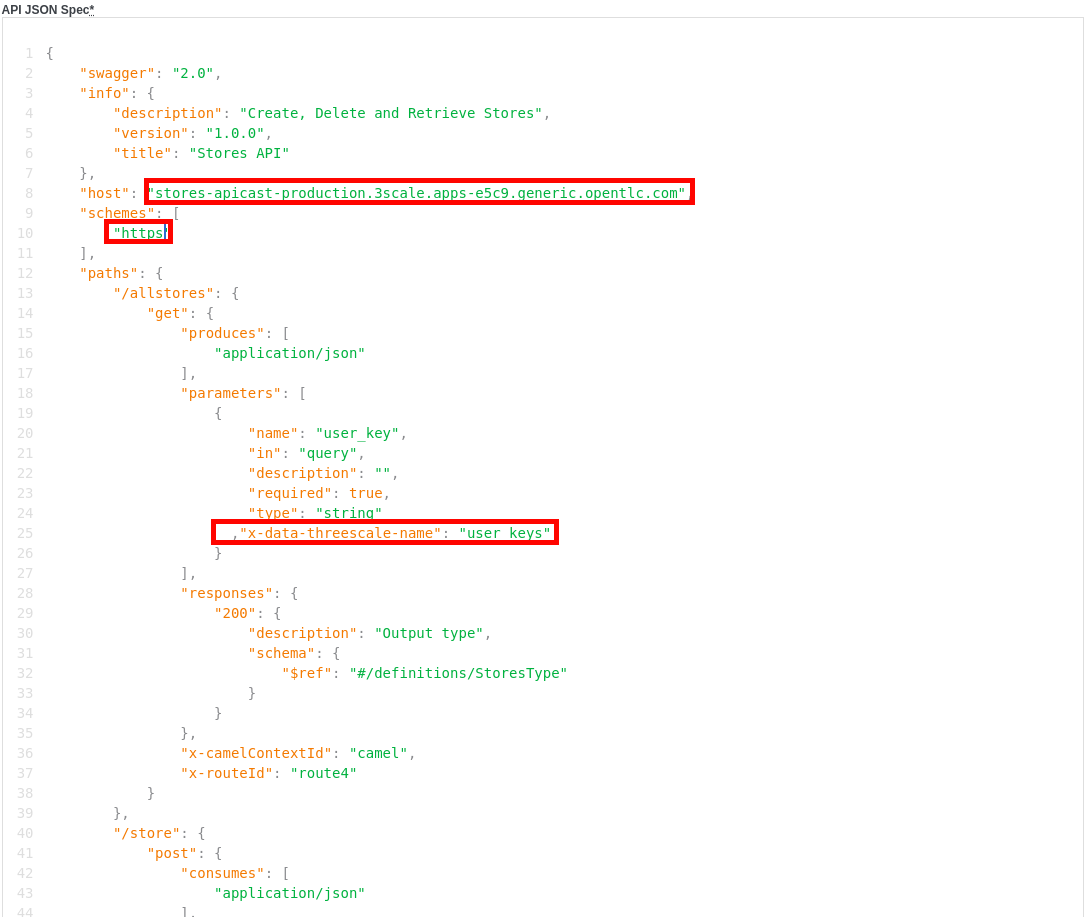 API JSON Spec*
1 {
2     "swagger": "2.0",
3     "info": {
4         "description": "Create, Delete and Retrieve Stores",
5         "version": "1.0.0",
6         "title": "Stores API"
7     },
8     "host": "stores-apicast-production.3scale.apps-e5c9.generic.opentlc.com"
9     "schemes": [
10         "https"
11     ],
12     "paths": {
13         "/allstores": {
14             "get": {
15                 "produces": [
16                     "application/json"
17                 ],
18                 "parameters": [
19                     {
20                         "name": "user_key",
21                         "in": "query",
22                         "description": "",
23                         "required": true,
24                         "type": "string"
25                       ,"x-data-threescale-name": "user_keys"
26                     }
27                 ],
28                 "responses": {
29                     "200": {
30                         "description": "Output type",
31                         "schema": {
32                             "$ref": "#/definitions/StoresType"
33                         }
34                     }
35                 },
36                 "x-camelContextId": "camel",
37                 "x-routeId": "route4"
38             }
39         },
40         "/store": {
41             "post": {
42                 "consumes": [
43                     "application/json"
44                 ],